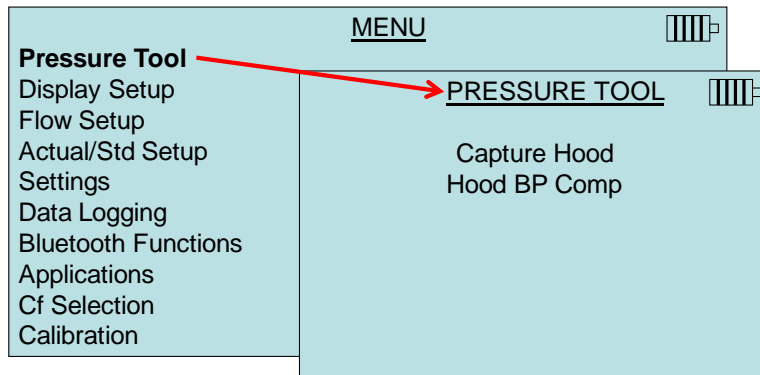 MENU
Pressure Tool
Display Setup
Flow Setup
Actual/Std Setup
Settings
Data Logging
Bluetooth Functions
Applications
Cf Selection
Calibration
PRESSURE TOOL
Capture Hood
Hood BP Comp